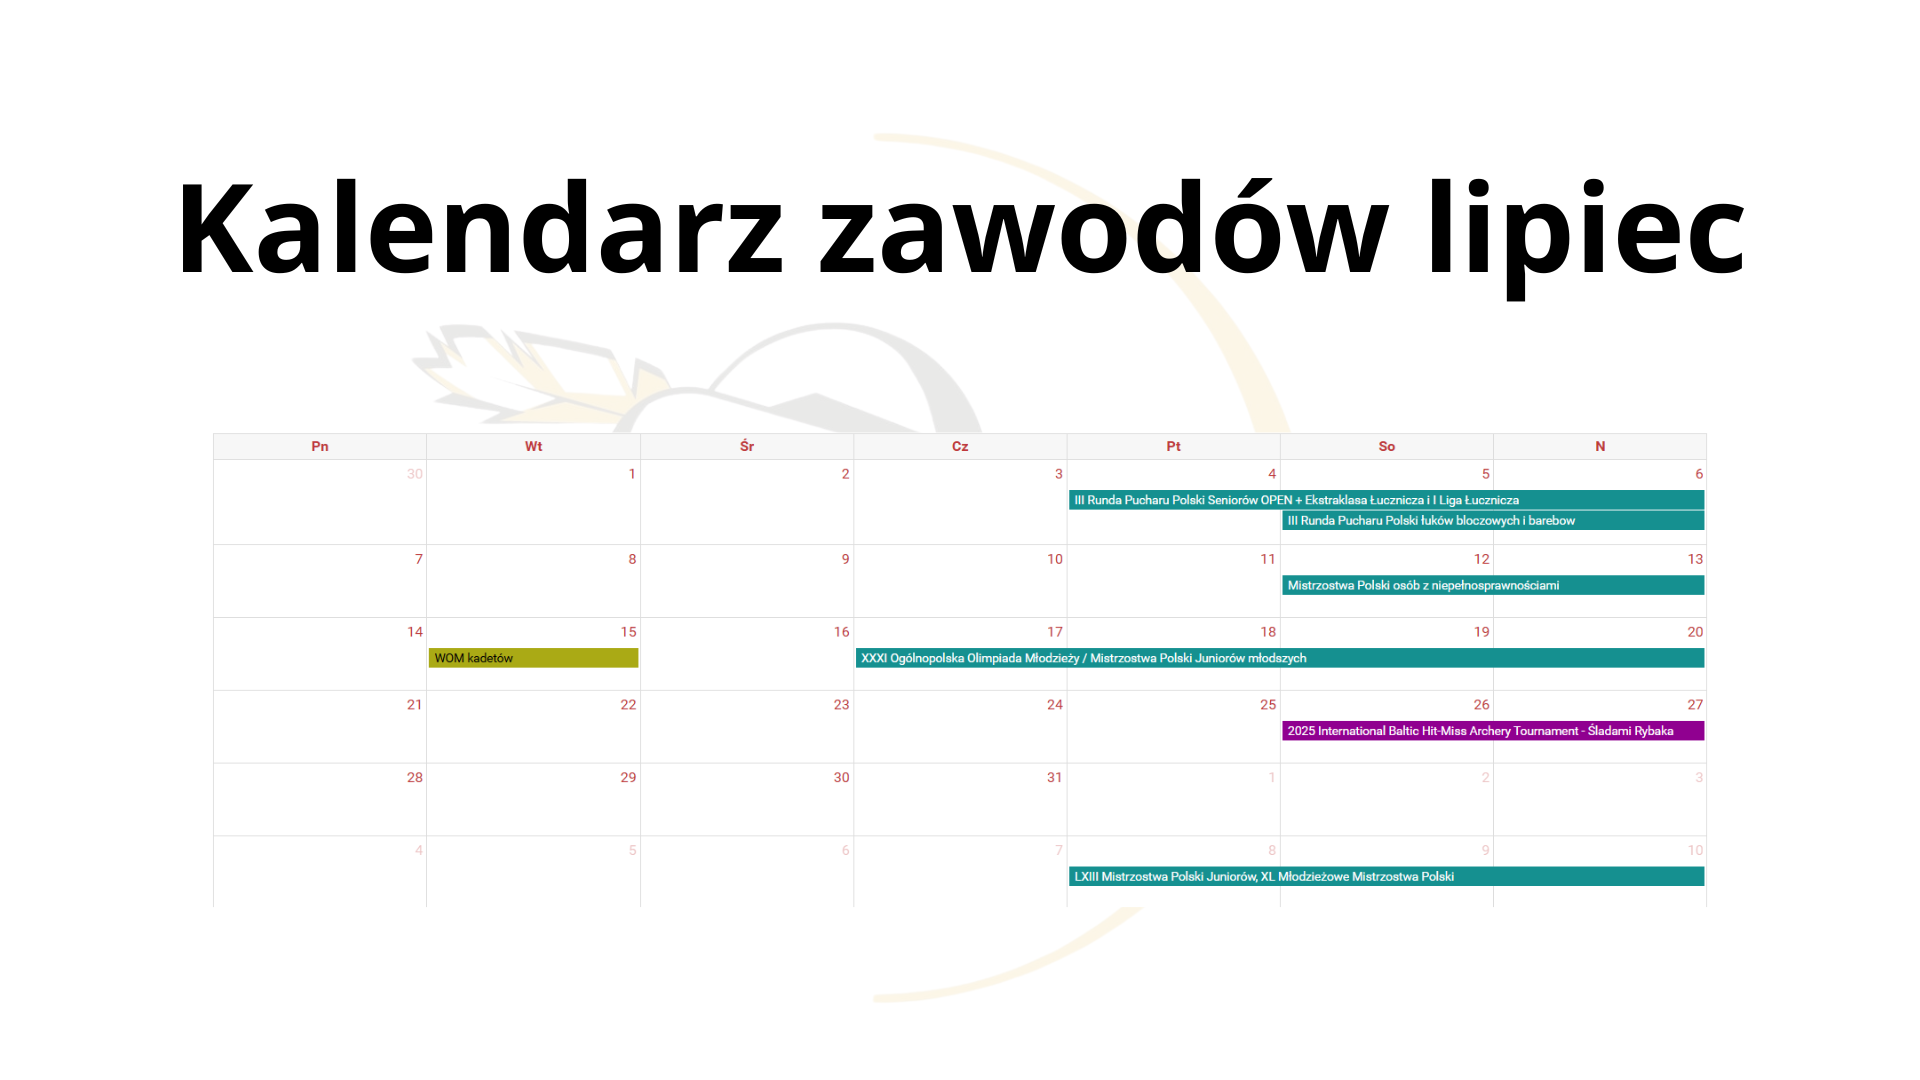 Kalendarz zawodów lipiec
Pn Wt Śr Cz Pt So N
30 1 2 3 4 5 6
III Runda Pucharu Polski Seniorów OPEN + Ekstraklasa Łucznicza i I Liga Łucznicza
III Runda Pucharu Polski łuków bloczowych i barebow
7 8 9 10 11 12 13
Mistrzostwa Polski osób z niepełnosprawnościami
14 15 16 17 18 19 20
WOM kadetów XXXI Ogólnopolska Olimpiada Młodzieży / Mistrzostwa Polski Juniorów młodszych
21 22 23 24 25 26 27
2025 International Baltic Hit-Miss Archery Tournament - Śladami Rybaka
28 29 30 31 1 2 3
4 5 6 7 8 9 10
LXIII Mistrzostwa Polski Juniorów, XL Młodzieżowe Mistrzostwa Polski